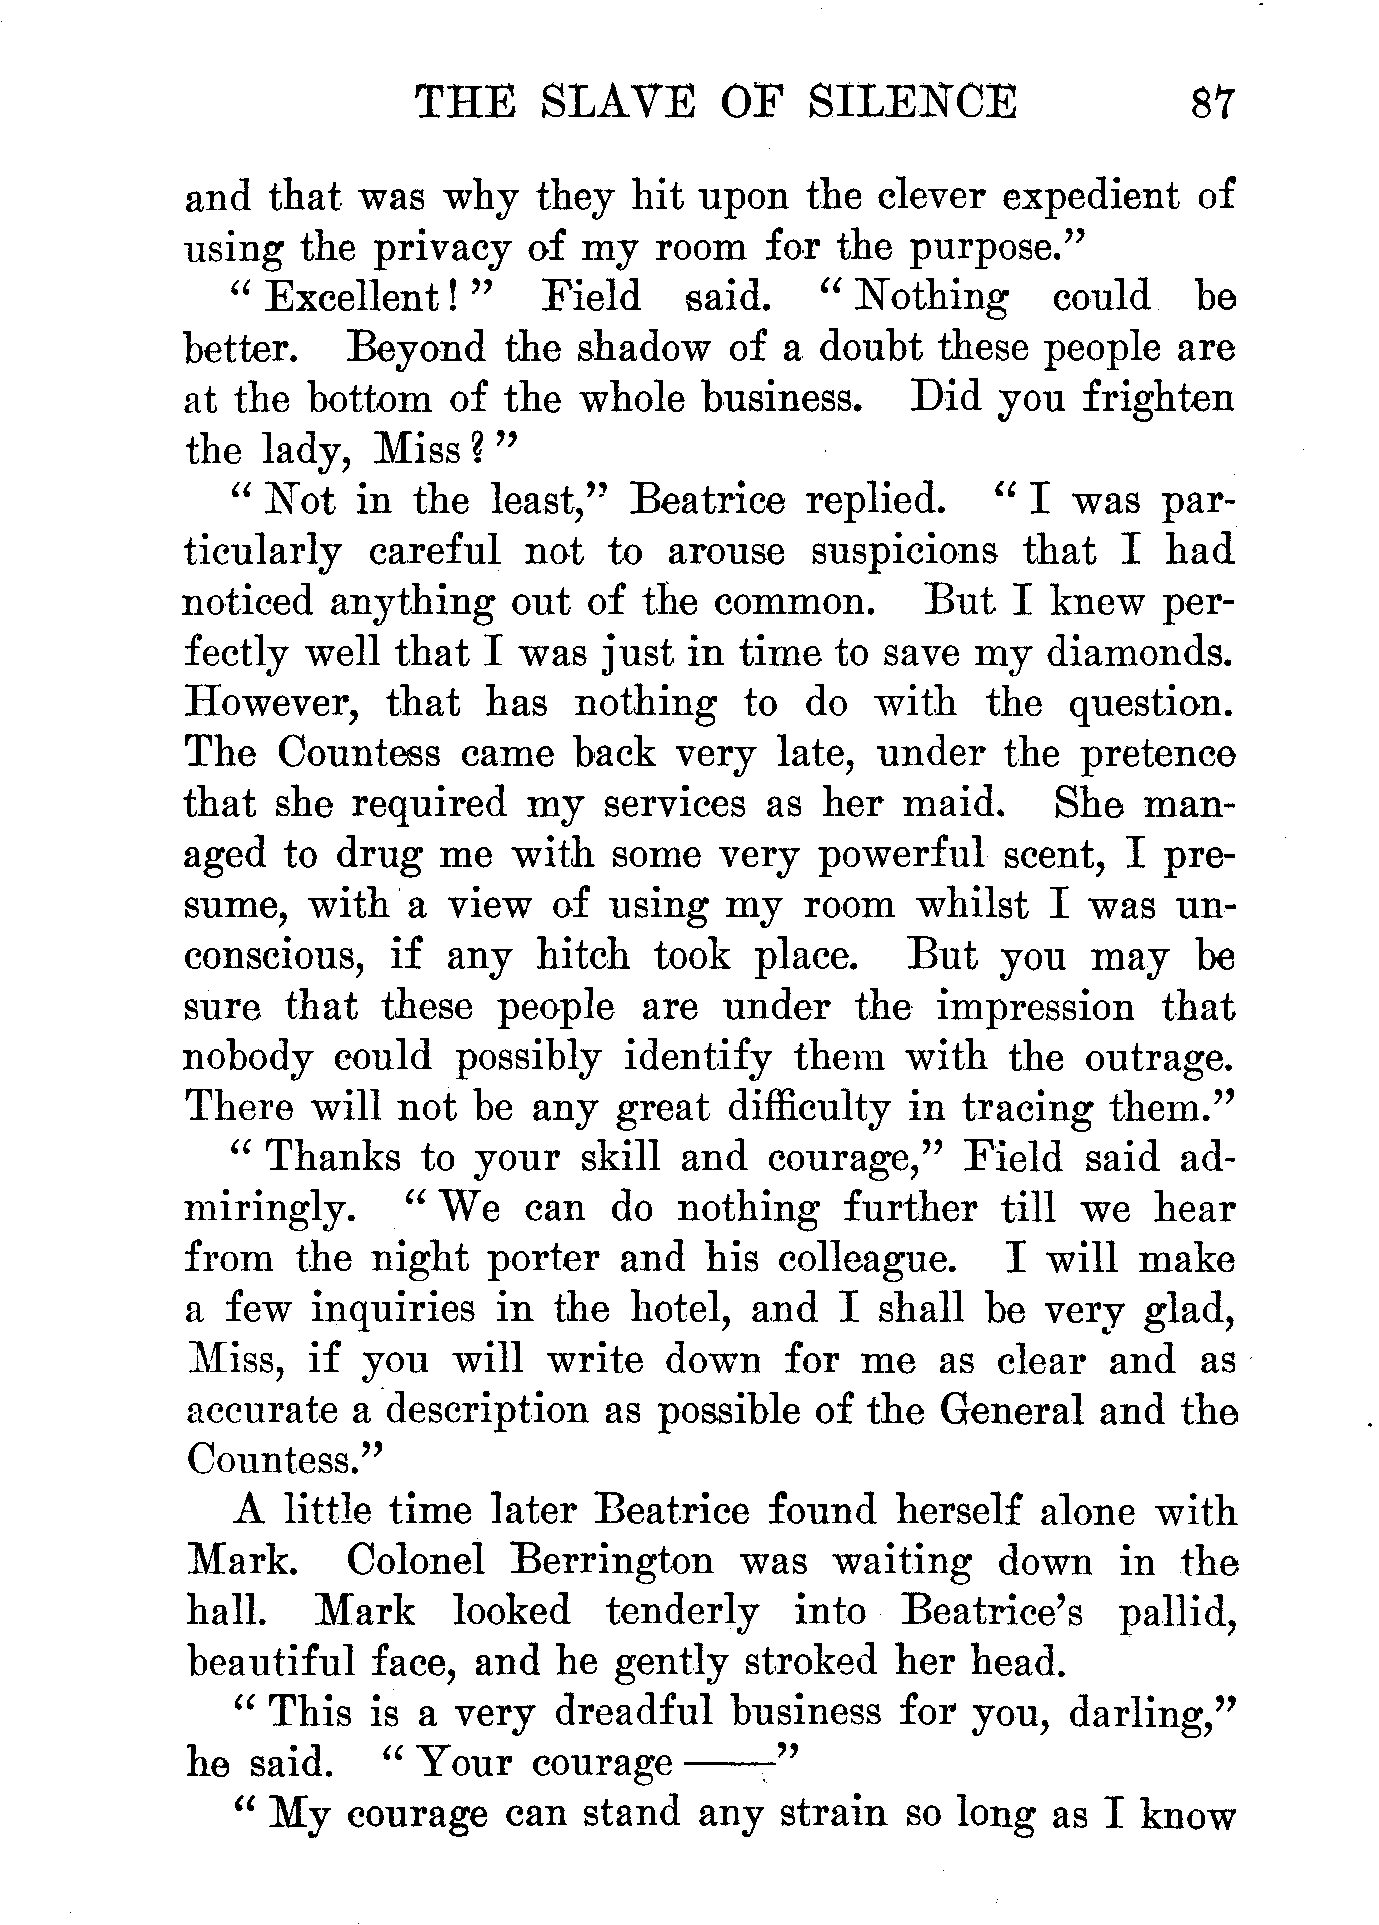 THE SLAVE OF SILENCE 87
and that was why they hit upon the clever expedient of
using the privacy of my room for the purpose.”
“ Excellent ! ” Field said. “ Nothing could be
better. Beyond the shadow of a doubt these people are
at the bottom of the whole business. Did you frighten
the lady, Miss ? ”
“ Not in the least,” Beatrice replied. “ I was par-
ticularly careful not to arouse suspicions that I had
noticed anything out of the common. But I knew per-
fectly well that I was just in time to save my diamonds.
However, that has nothing to do with the question.
The Countess came back very late, under the pretence
that she required my services as her maid. She man-
aged to drug me with some very powerful scent, I pre-
sume, with a view of using my room whilst I was un-
conscious, if any hitch took place. But you may be
sure that these people are under the impression that
nobody could possibly identify them with the outrage.
There will not be any great difficulty in tracing them.”
“ Thanks to your skill and courage,” Field said ad-
miringly. “ We can do nothing further till we hear
from the night porter and his colleague. I will make
a few inquiries in the hotel, and I shall be very glad,
Miss, if you will write down for me as clear and as
accurate a description as possible of the General and the
Countess.”
A little time later Beatrice found herself alone with
Mark. Colonel Berrington was waiting down in the
hall. Mark looked tenderly into Beatrice’s pallid,
beautiful face, and he gently stroked her head.
“ This is a very dreadful business for you, darling,”
he said. “ Your courage ——”
“ My courage can stand any strain so long as I know